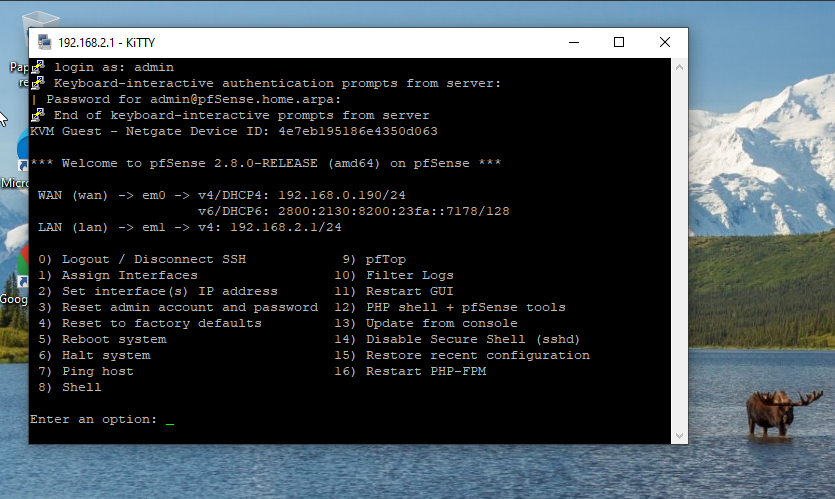 192.168.2.1 - KiTTY
login as: admin
Keyboard-interactive authentication prompts from server:
| Password for admin@pfSense.home.arpa:
End of keyboard-interactive prompts from server
KVM Guest - Netgate Device ID: 4e7eb195186e4350d063
*** Welcome to pfSense 2.8.0-RELEASE (amd64) on pfSense ***
WAN (wan) -> em0 -> v4/DHCP4: 192.168.0.190/24
v6/DHCP6: 2800:2130:8200:23fa::7178/128
LAN (lan) -> em1 -> v4: 192.168.2.1/24
0) Logout / Disconnect SSH 9) pfTop
1) Assign Interfaces 10) Filter Logs
2) Set interface(s) IP address 11) Restart GUI
3) Reset admin account and password 12) PHP shell + pfSense tools
4) Reset to factory defaults 13) Update from console
5) Reboot system 14) Disable Secure Shell (sshd)
6) Halt system 15) Restore recent configuration
7) Ping host 16) Restart PHP-FPM
8) Shell
Enter an option: _
Pap
re
Micro
Goog